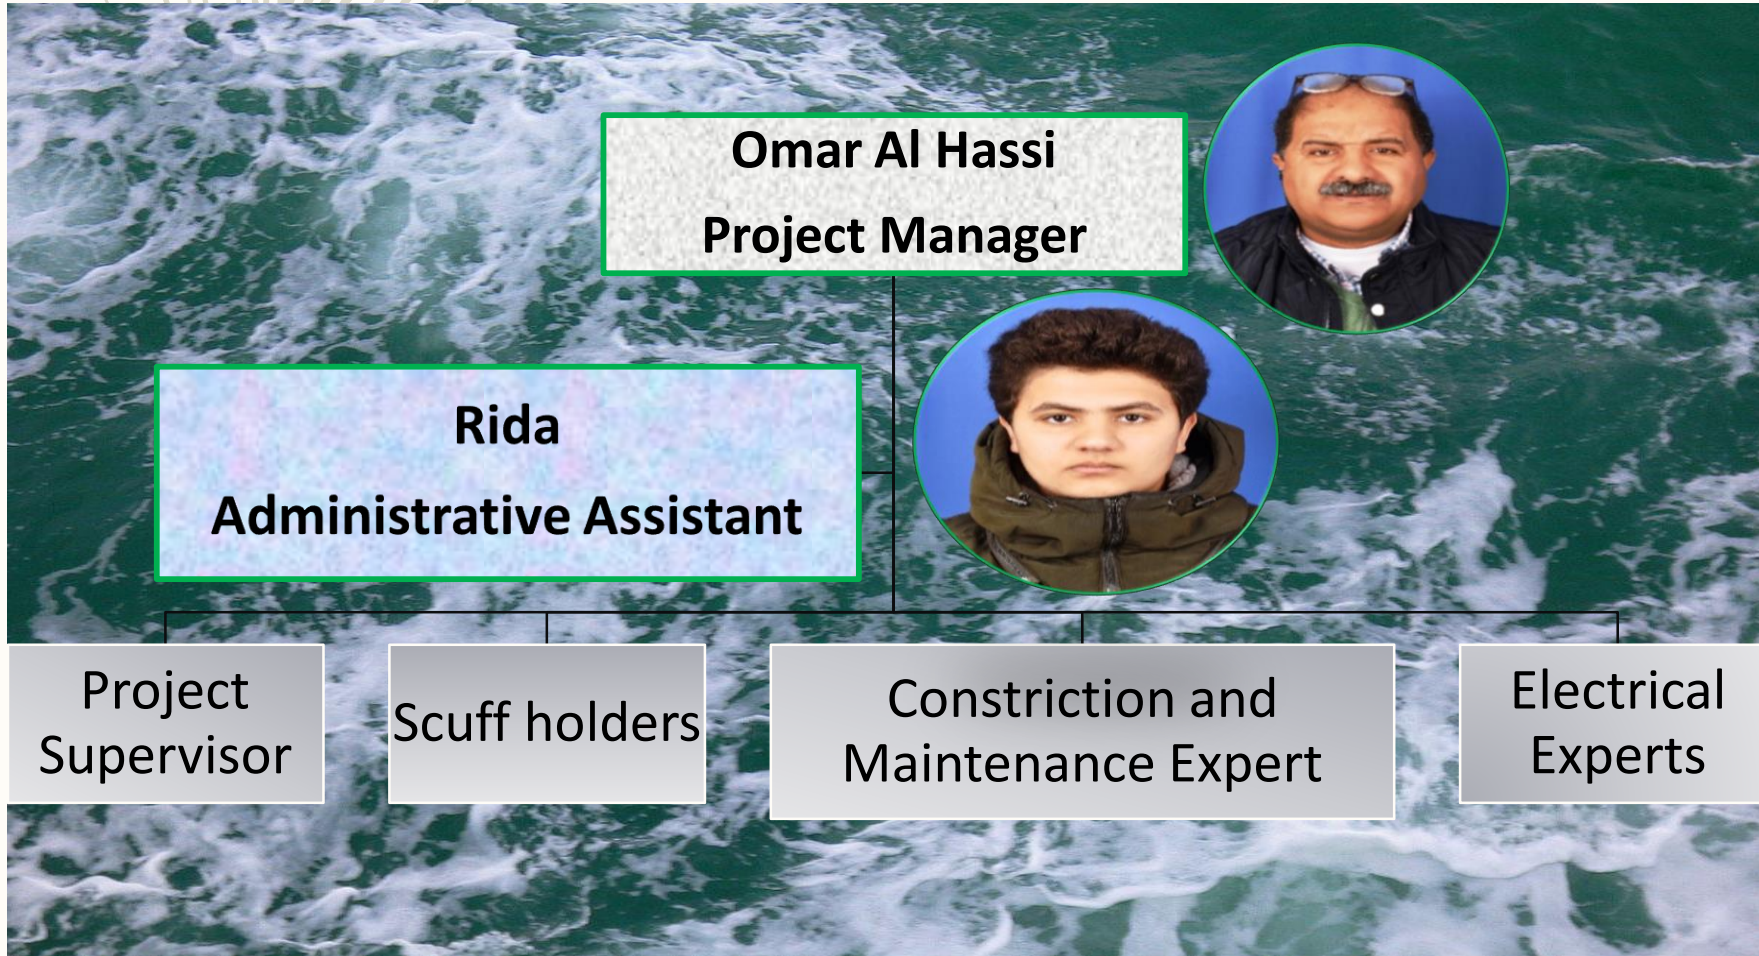 Omar Al Hassi
Project Manager
Rida
Administrative Assistant
Project
Supervisor
Scuff holders
Constriction and
Maintenance Expert
Electrical
Experts